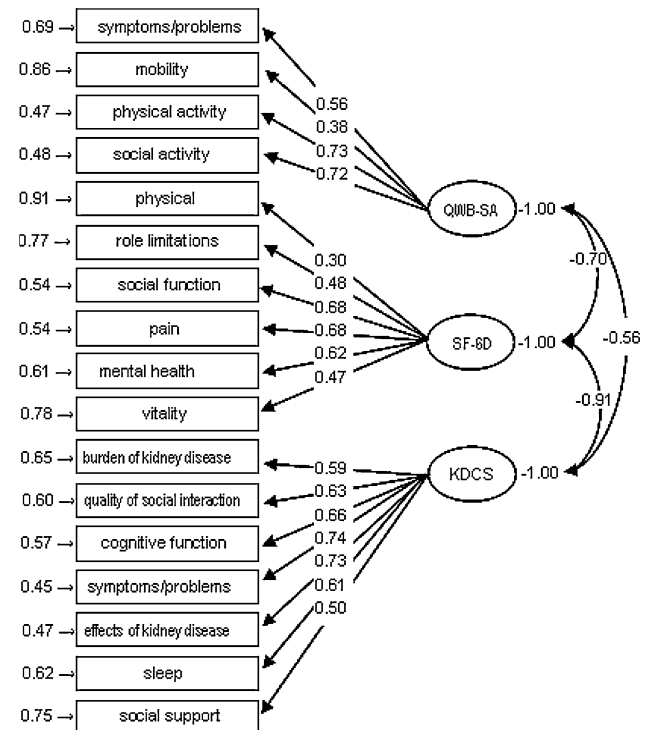 0.69 → symptoms/problems
0.86 → mobility
0.47 → physical activity
0.48 → social activity
0.91 → physical
0.77 → role limitations
0.54 → social function
0.54 → pain
0.61 → mental health
0.78 → vitality
0.65 → burden of kidney disease
0.60 → quality of social interaction
0.57 → cognitive function
0.45 → symptoms/problems
0.47 → effects of kidney disease
0.62 → sleep
0.75 → social support
0.56
0.38
0.73
0.72
0.30
0.48
0.68
0.68
0.62
0.47
0.59
0.63
0.66
0.74
0.73
0.61
0.50
QWB-SA -1.00
SF-6D -1.00
KDCS -1.00
-0.70
-0.56
-0.91